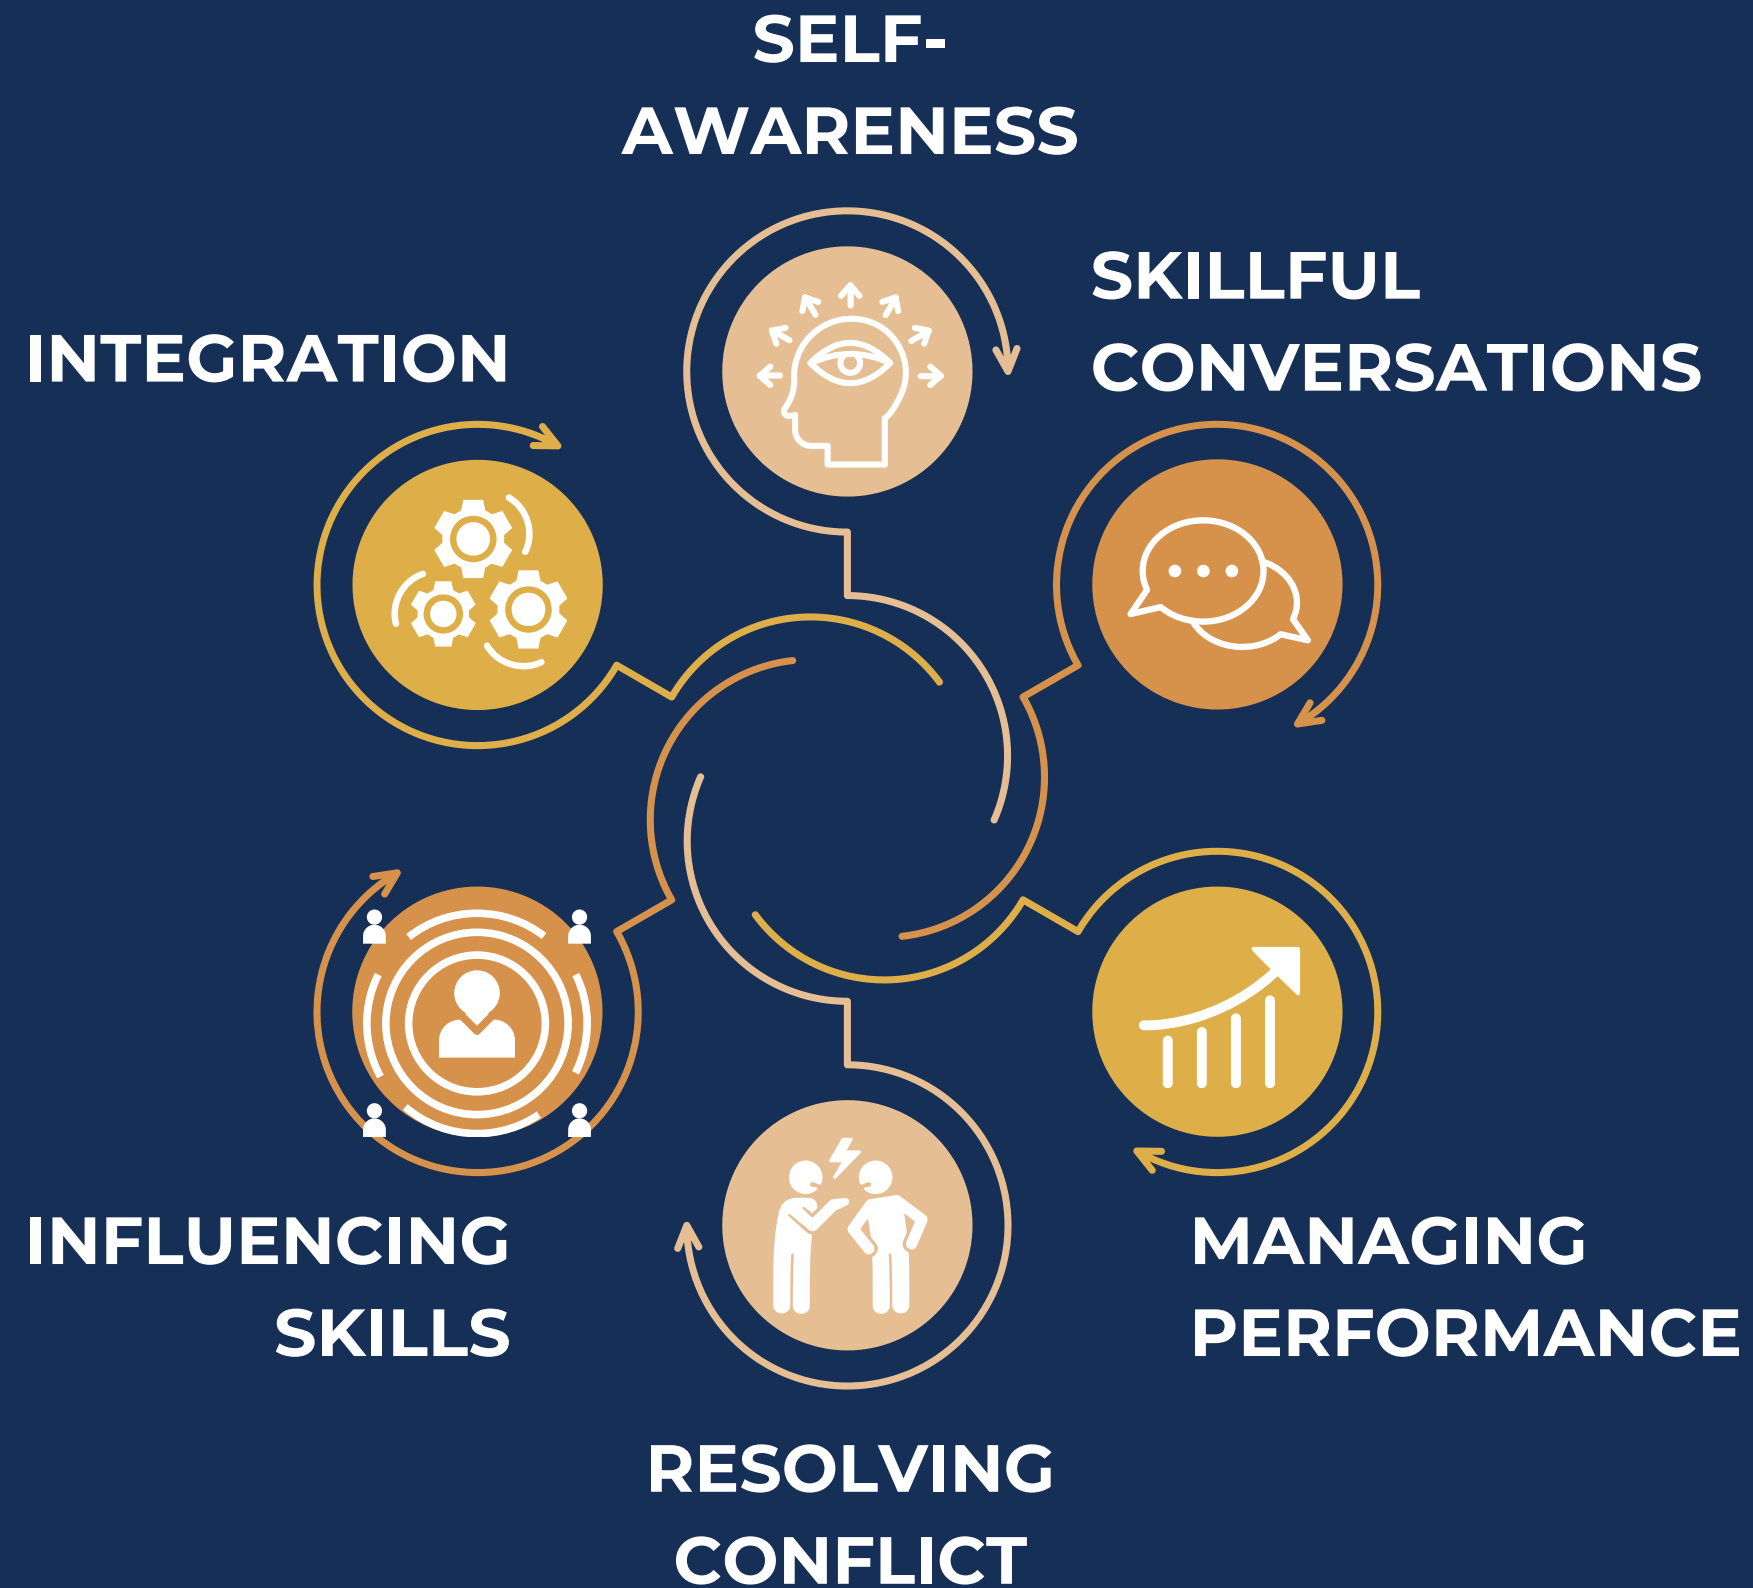 SELF-
AWARENESS
SKILLFUL
CONVERSATIONS
INTEGRATION
INFLUENCING
SKILLS
MANAGING
PERFORMANCE
RESOLVING
CONFLICT